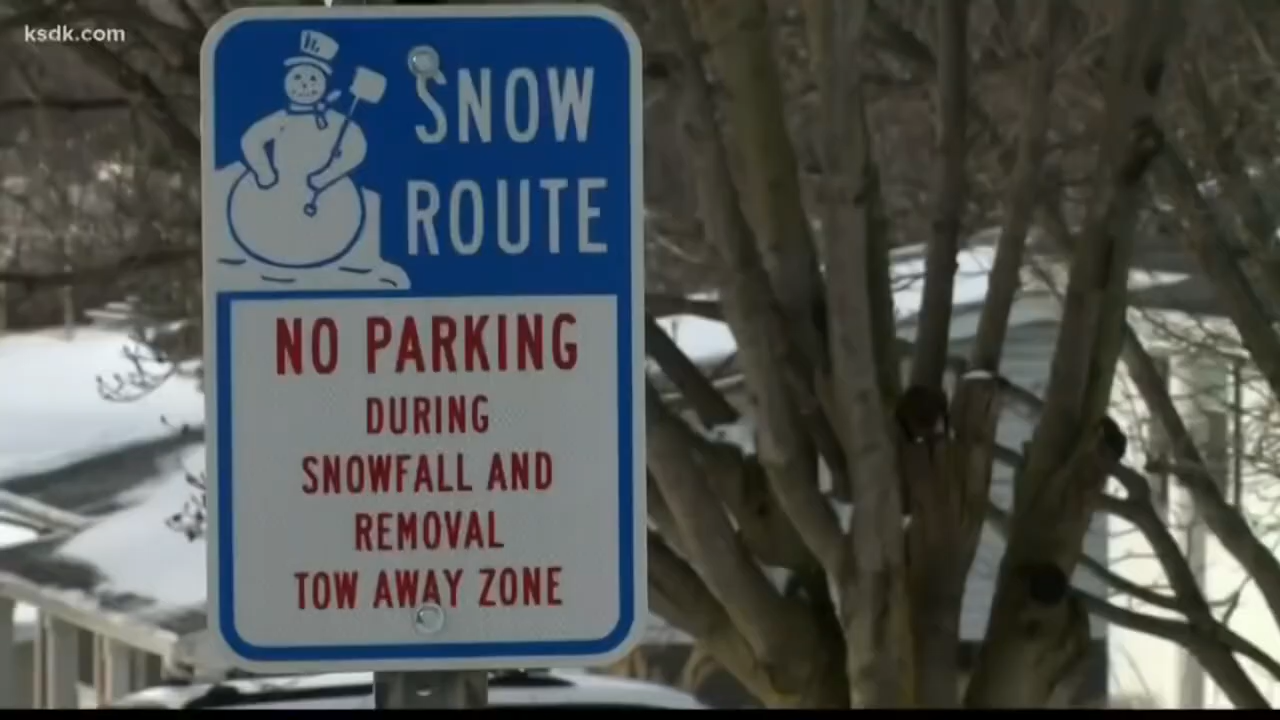 ksdk.com
SNOW
ROUTE
NO PARKING
DURING
SNOWFALL AND
REMOVAL
TOW AWAY ZONE